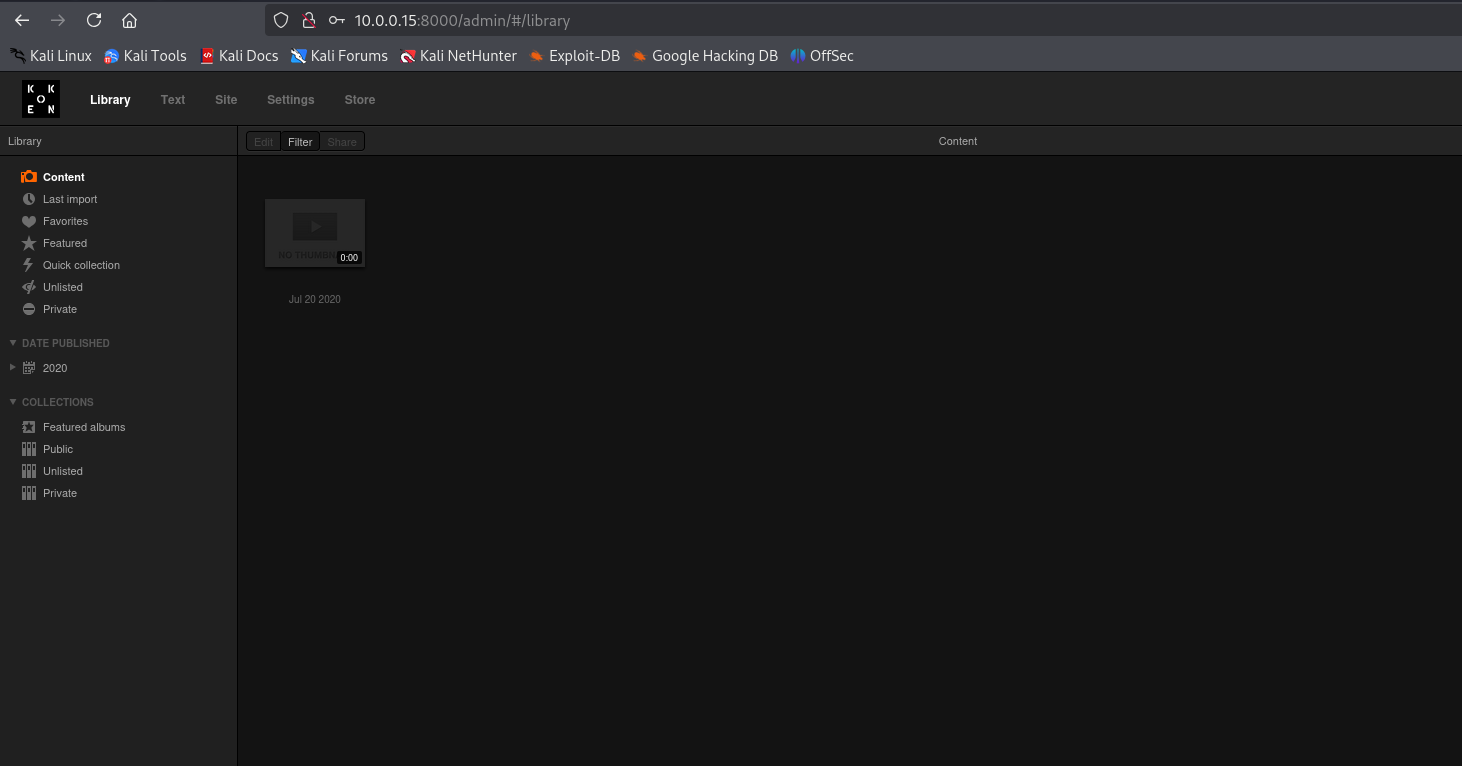 10.0.0.15:8000/admin/#/library
Kali Linux Kali Tools Kali Docs Kali Forums Kali NetHunter Exploit-DB Google Hacking DB OffSec
K K
O
E N
Library Text Site Settings Store
Library
Edit Filter Share
Content
Content
Last import
Favorites
Featured
Quick collection
Unlisted
Private
DATE PUBLISHED
2020
COLLECTIONS
Featured albums
Public
Unlisted
Private
NO
0:00
Jul 20 2020